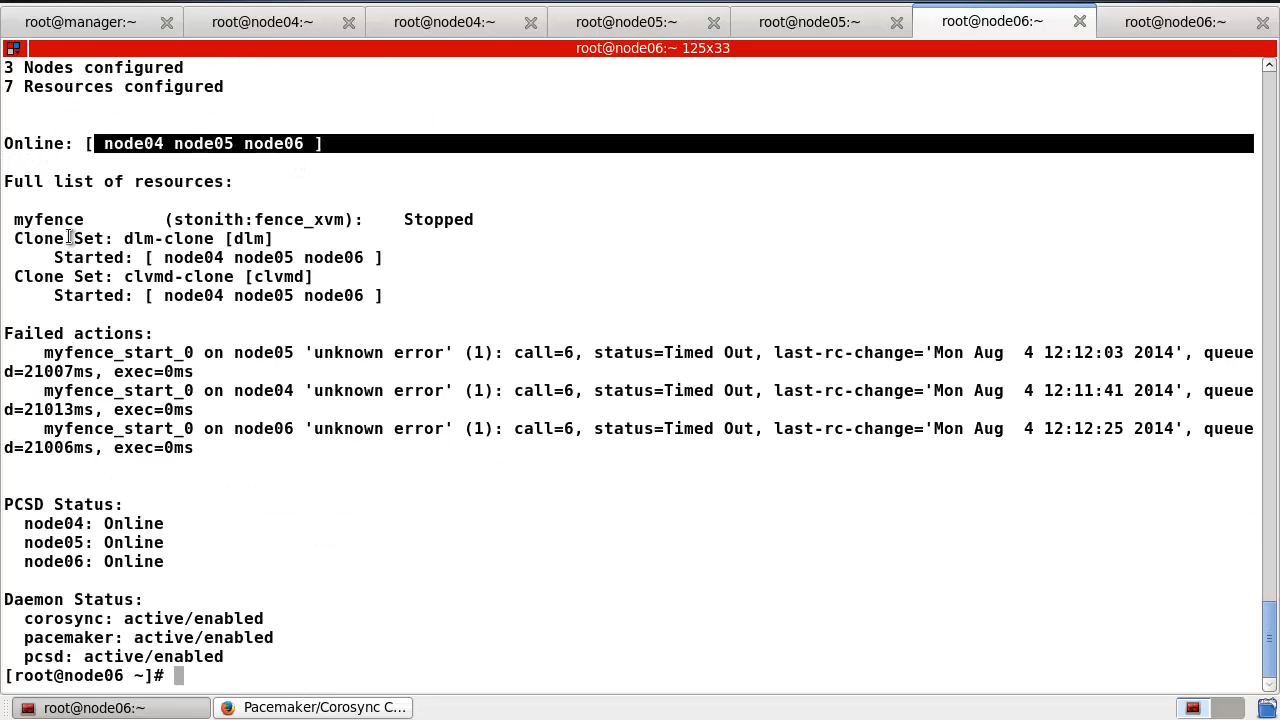 root@manager:~ root@node04:~ root@node04:~ root@node05:~ root@node05:~ root@node06:~ root@node06:~
root@node06:~ 125x33
3 Nodes configured
7 Resources configured
Online: [ node04 node05 node06 ]
Full list of resources:
myfence (stonith:fence_xvm): Stopped
Clone Set: dlm-clone [dlm]
Started: [ node04 node05 node06 ]
Clone Set: clvmd-clone [clvmd]
Started: [ node04 node05 node06 ]
Failed actions:
myfence_start_0 on node05 'unknown error' (1): call=6, status=Timed Out, last-rc-change='Mon Aug  4 12:12:03 2014', queue
d=21007ms, exec=0ms
myfence_start_0 on node04 'unknown error' (1): call=6, status=Timed Out, last-rc-change='Mon Aug  4 12:11:41 2014', queue
d=21013ms, exec=0ms
myfence_start_0 on node06 'unknown error' (1): call=6, status=Timed Out, last-rc-change='Mon Aug  4 12:12:25 2014', queue
d=21006ms, exec=0ms
PCSD Status:
node04: Online
node05: Online
node06: Online
Daemon Status:
corosync: active/enabled
pacemaker: active/enabled
pcsd: active/enabled
[root@node06 ~]#
root@node06:~ Pacemaker/Corosync C...